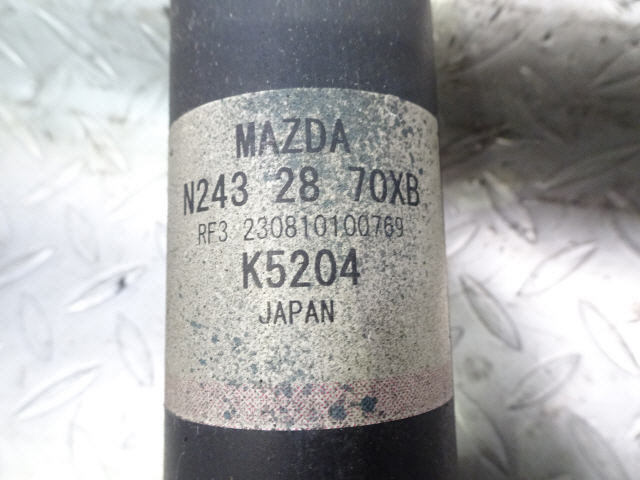 MAZDA
N243 28 70XB
RF3 230810100769
K5204
JAPAN